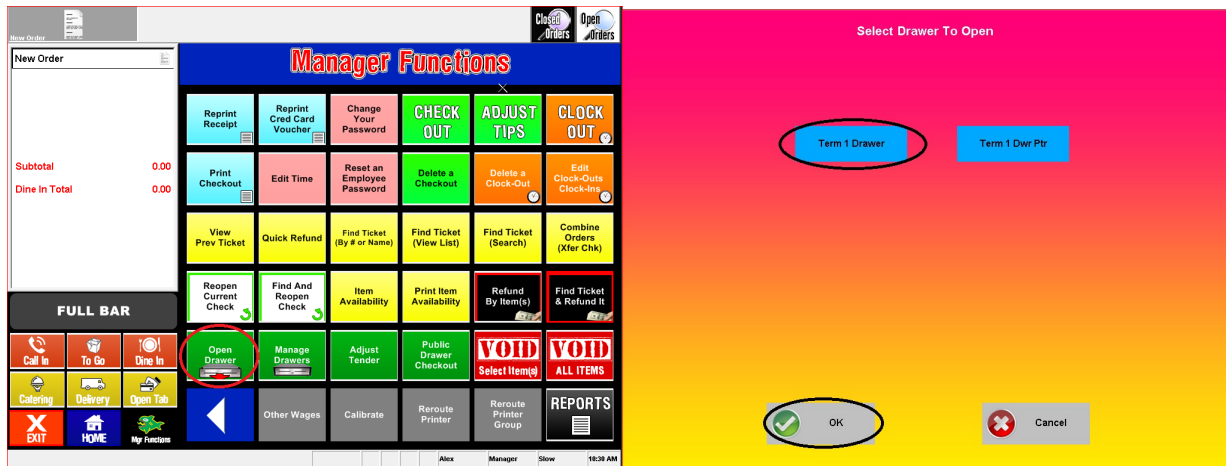 New Order
Closed
Orders
Open
Orders
New Order
Subtotal 0.00
Dine In Total 0.00
FULL BAR
Call In
To Go
Dine In
Catering
Delivery
Open Tab
EXIT
HOME
Mgr Functions
Manager Functions
Reprint
Receipt
Reprint
Cred Card
Voucher
Change
Your
Password
CHECK
OUT
ADJUST
TIPS
CLOCK
OUT
Print
Checkout
Edit Time
Reset an
Employee
Password
Delete a
Checkout
Delete a
Clock-Out
Edit
Clock-Outs
Clock-Ins
View
Prev Ticket
Quick Refund
Find Ticket
(By # or Name)
Find Ticket
(View List)
Find Ticket
(Search)
Combine
Orders
(Xfer Chk)
Reopen
Current
Check
Find And
Reopen
Check
Item
Availability
Print Item
Availability
Refund
By Item(s)
Find Ticket
& Refund It
Open
Drawer
Manage
Drawers
Adjust
Tender
Public
Drawer
Checkout
VOID
Select Item(s)
VOID
ALL ITEMS
Other Wages
Calibrate
Reroute
Printer
Reroute
Printer
Group
REPORTS
Alex Manager Slow 10:30 AM
Select Drawer To Open
Term 1 Drawer
Term 1 Dwr Ptr
OK
Cancel